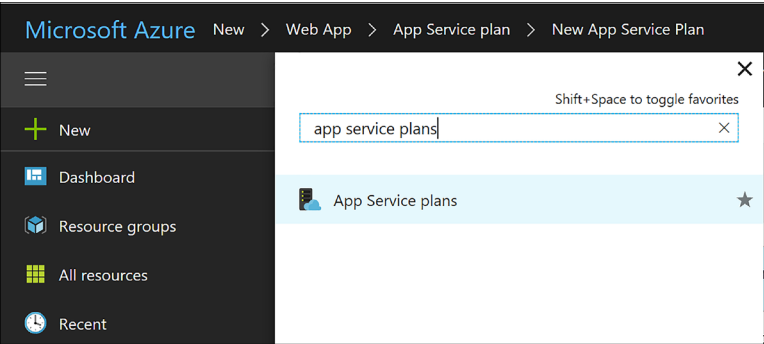 Microsoft Azure New > Web App > App Service plan > New App Service Plan
Shift+Space to toggle favorites
app service plans
New
Dashboard
App Service plans
Resource groups
All resources
Recent